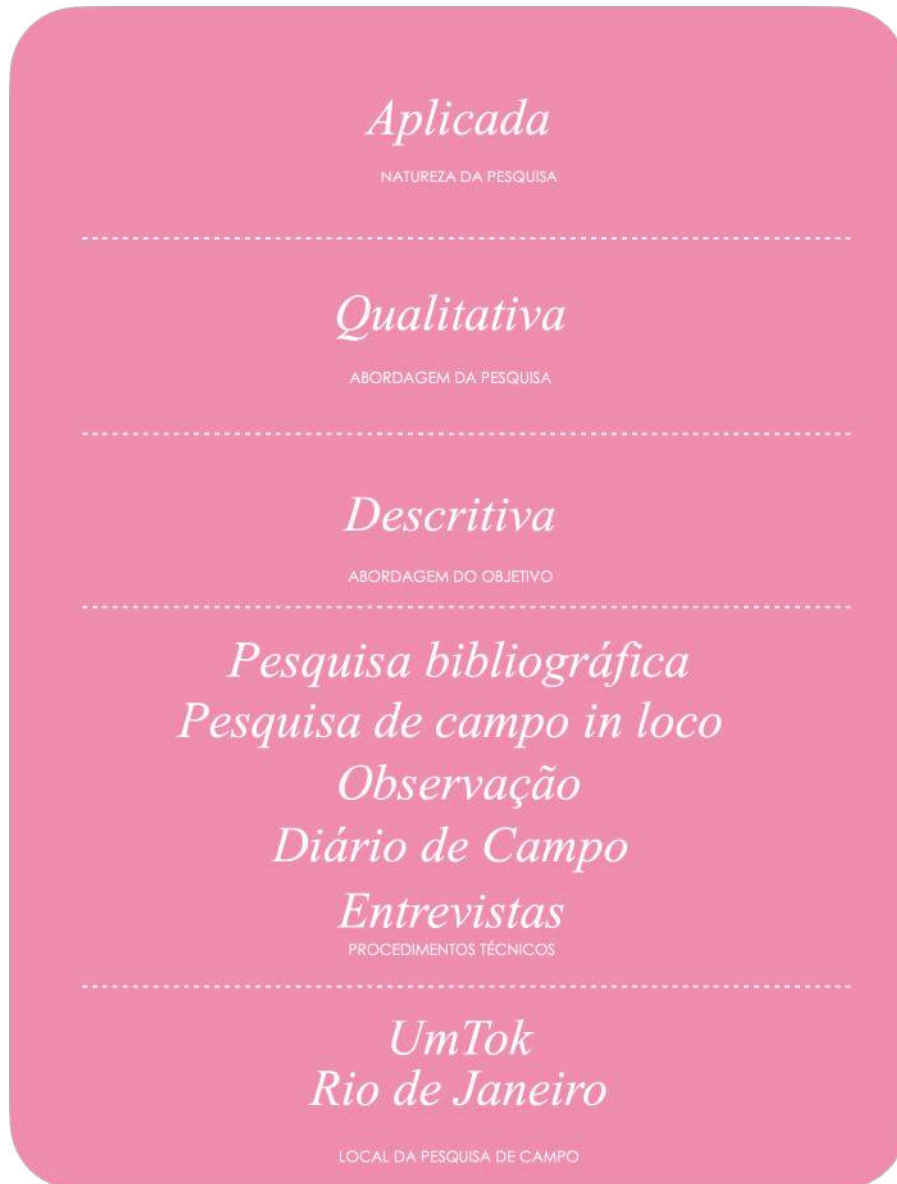 Aplicada
NATUREZA DA PESQUISA
Qualitativa
ABORDAGEM DA PESQUISA
Descritiva
ABORDAGEM DO OBJETIVO
Pesquisa bibliográfica
Pesquisa de campo in loco
Observação
Diário de Campo
Entrevistas
PROCEDIMENTOS TÉCNICOS
UmTok
Rio de Janeiro
LOCAL DA PESQUISA DE CAMPO